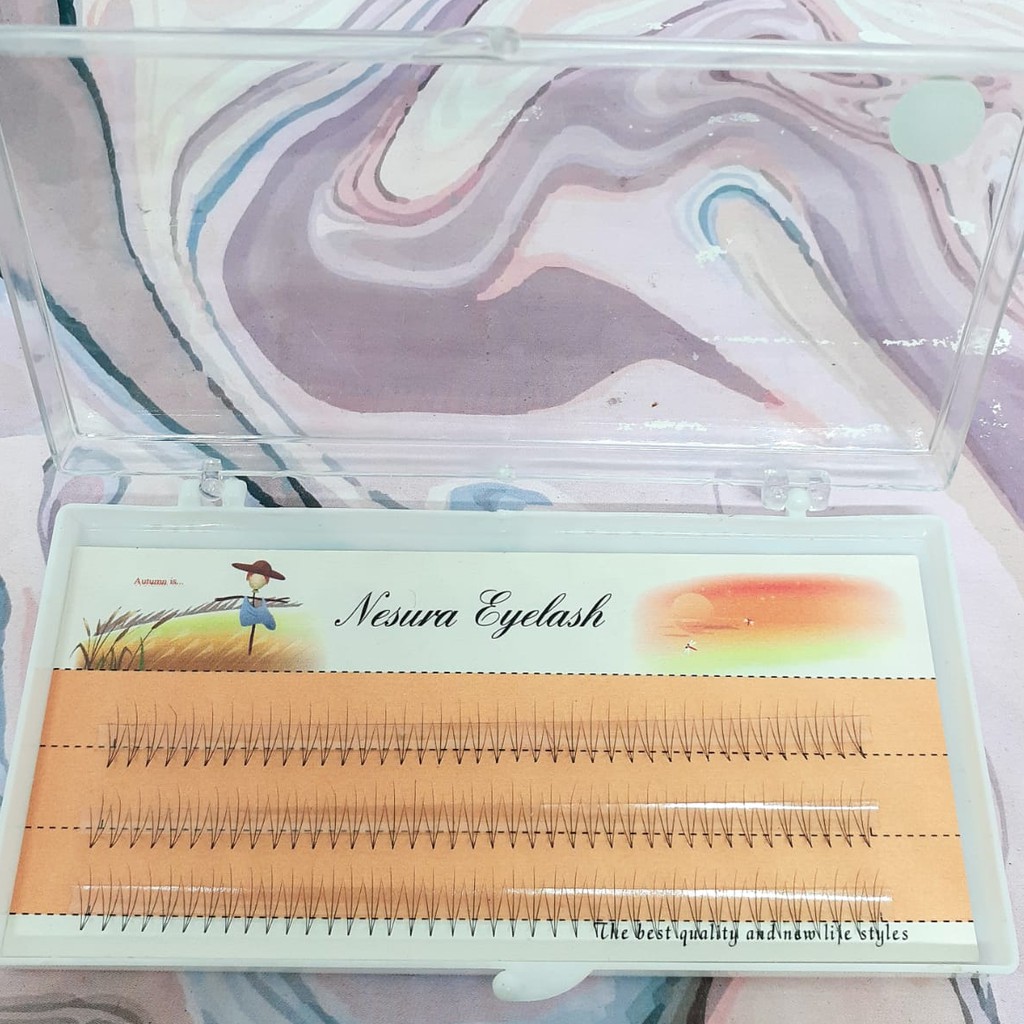 Autumn is...
Nesura Eyelash
The best quality and new life styles